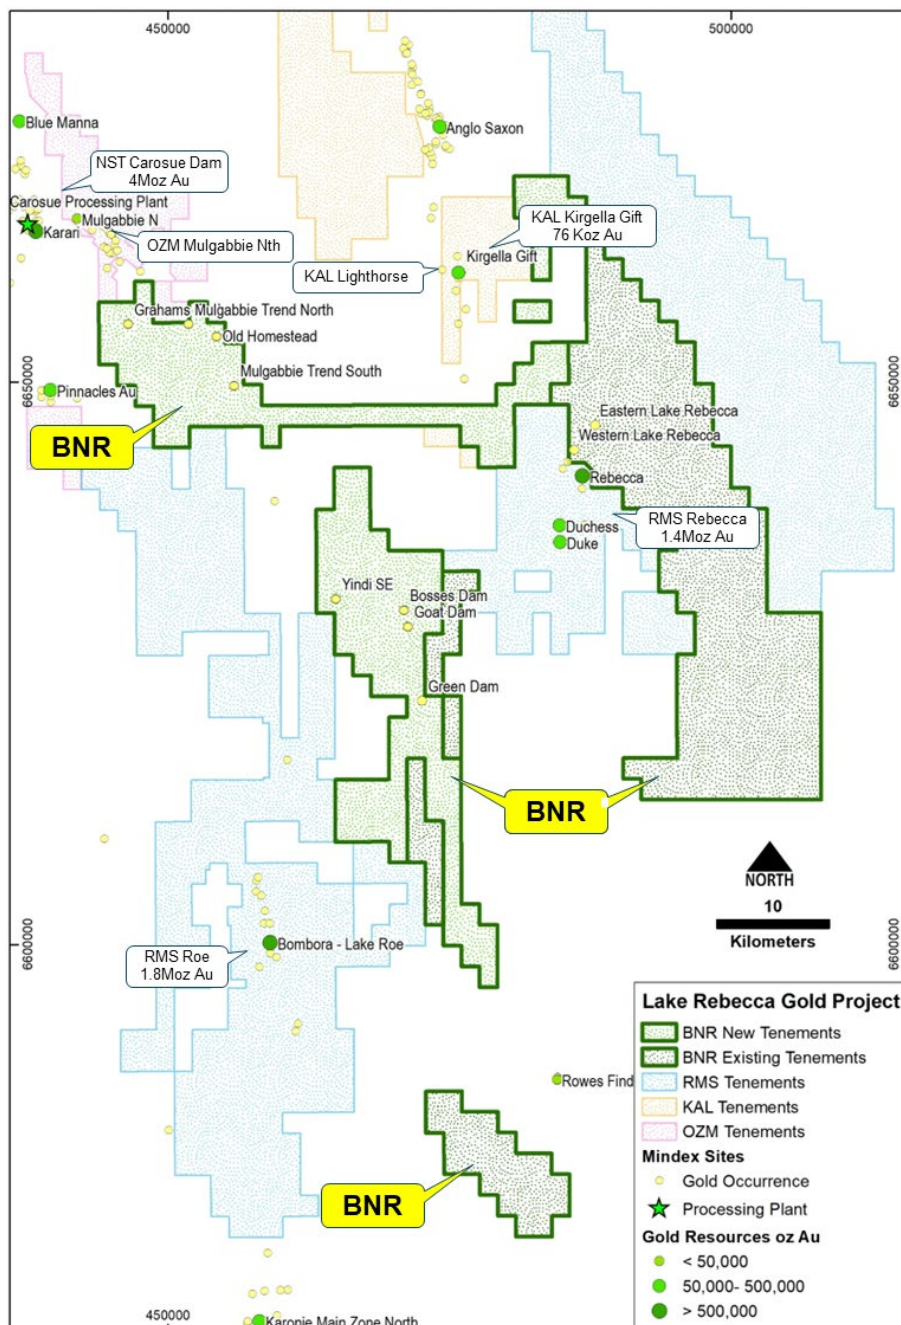 450000
500000
Blue Manna
Anglo Saxon
NST Carosue Dam
4Moz Au
Carosue Processing Plant
Mulgabbie N
Karari
OZM Mulgabbie Nth
KAL Kirgella Gift
76 Koz Au
Kirgella Gift
KAL Lighthorse
Grahams Mulgabbie Trend North
Old Homestead
6650000
6650000
Mulgabbie Trend South
Pinnacles Au
Eastern Lake Rebecca
BNR
Western Lake Rebecca
Rebecca
RMS Rebecca
1.4Moz Au
Duchess
Duke
Yindi SE
Bosses Dam
Goat Dam
Green Dam
BNR
NORTH
10
Kilometers
6600000
6600000
Bombora - Lake Roe
RMS Roe
1.8Moz Au
Lake Rebecca Gold Project
BNR New Tenements
BNR Existing Tenements
RMS Tenements
KAL Tenements
OZM Tenements
Mindex Sites
Gold Occurrence
Processing Plant
Gold Resources oz Au
< 50,000
50,000- 500,000
> 500,000
Rowes Find
BNR
450000
Karonie Main Zone North